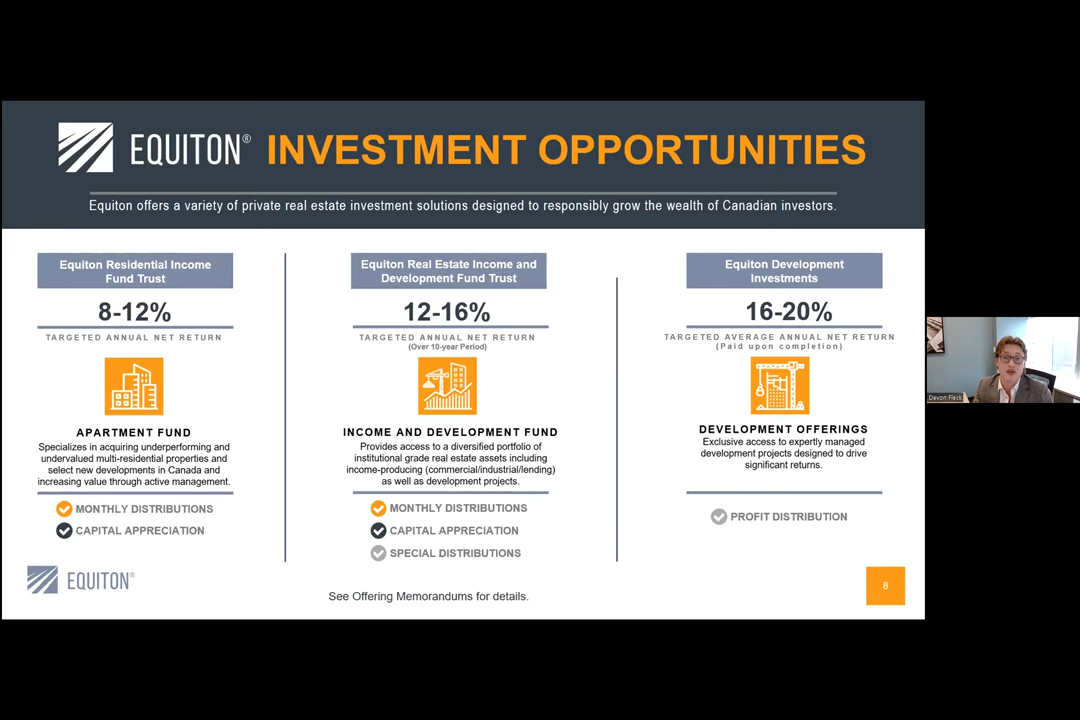 EQUITON® INVESTMENT OPPORTUNITIES
Equiton offers a variety of private real estate investment solutions designed to responsibly grow the wealth of Canadian investors.
Equiton Residential Income
Fund Trust
8-12%
TARGETED ANNUAL NET RETURN
APARTMENT FUND
Specializes in acquiring underperforming and
undervalued multi-residential properties and
select new developments in Canada and
increasing value through active management.
MONTHLY DISTRIBUTIONS
CAPITAL APPRECIATION
Equiton Real Estate Income and
Development Fund Trust
12-16%
TARGETED ANNUAL NET RETURN
(Over 10-year Period)
INCOME AND DEVELOPMENT FUND
Provides access to a diversified portfolio of
institutional grade real estate assets including
income-producing (commercial/industrial/lending)
as well as development projects.
MONTHLY DISTRIBUTIONS
CAPITAL APPRECIATION
SPECIAL DISTRIBUTIONS
Equiton Development
Investments
16-20%
TARGETED AVERAGE ANNUAL NET RETURN
(Paid upon completion)
DEVELOPMENT OFFERINGS
Exclusive access to expertly managed
development projects designed to drive
significant returns.
PROFIT DISTRIBUTION
Devon Fleck
EQUITON®
See Offering Memorandums for details.
8